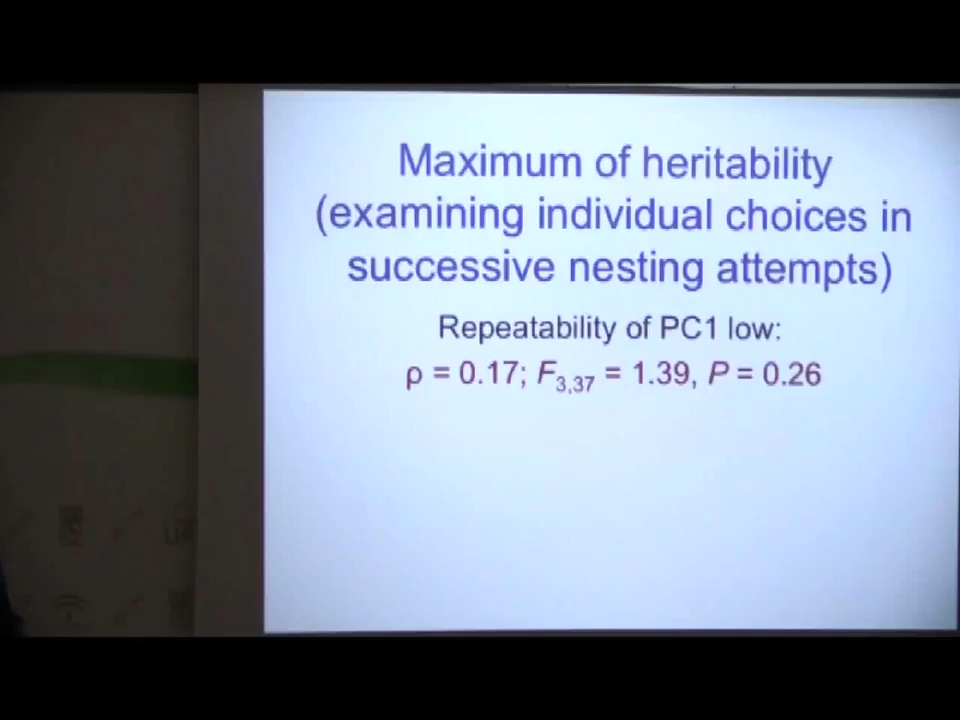 Maximum of heritability
(examining individual choices in
successive nesting attempts)
Repeatability of PC1 low:
ρ = 0.17; F3,37 = 1.39, P = 0.26